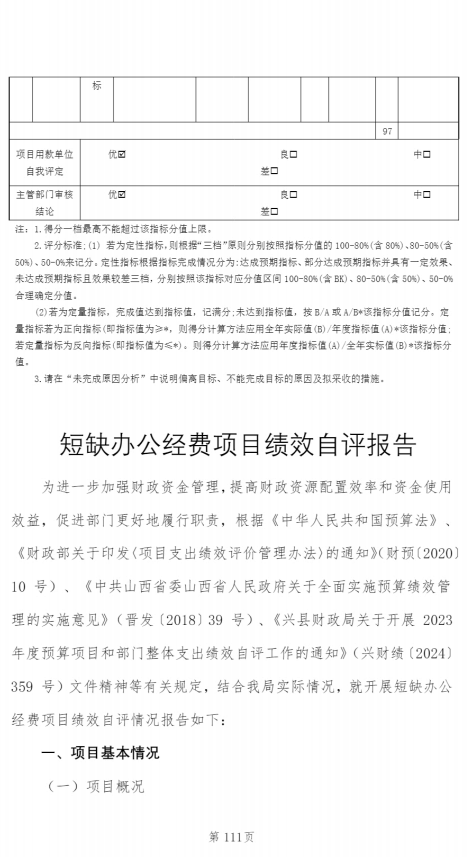 标
97
项目用款单位 优☑ 良□ 中□
自我评定 差□
主管部门审核 优☑ 良□ 中□
结论 差□
注：1.得分一档最高不能超过该指标分值上限。
2.评分标准;(1) 若为定性指标,则根据“三档”原则分别按照指标分值的 100-80%(含 80%)、80-50%(含
50%)、50-0%来记分。定性指标根据指标完成情况分为:达成预期指标、部分达成预期指标并具有一定效果、
未达成预期指标且效果较差三档，分别按照该指标对应分值区间 100-80%(含 BK)、80-50%(含 50%)、50-0%
合理确定分值。
(2)若为定量指标，完成值达到指标值，记满分;未达到指标值，按 B/A 或 A/B*该指标分值记分。定
量指标若为正向指标(即指标值为≥*，则得分计算方法应用全年实际值(B)/年度指标值(A)*该指标分值;
若定量指标为反向指标(即指标值为≤*)。则得分计算方法应用年度指标值(A)/全年实标值(B)*该指标分
值。
3.请在“未完成原因分析”中说明偏离目标、不能完成目标的原因及拟采收的措施。
短缺办公经费项目绩效自评报告
为进一步加强财政资金管理,提高财政资源配置效率和资金使用
效益，促进部门更好地履行职责，根据《中华人民共和国预算法》、
《财政部关于印发〈项目支出绩效评价管理办法〉的通知》（财预〔2020〕
10 号）、《中共山西省委山西省人民政府关于全面实施预算绩效管
理的实施意见》（晋发〔2018〕39 号）、《兴县财政局关于开展 2023
年度预算项目和部门整体支出绩效自评工作的通知》（兴财绩〔2024〕
359 号）文件精神等有关规定，结合我局实际情况，就开展短缺办公
经费项目绩效自评情况报告如下：
一、项目基本情况
（一）项目概况
第 111页